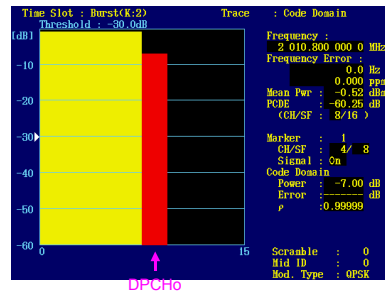 Time Slot : Burst(K:2) Trace : Code Domain
Threshold : -30.0dB
[dB]
Frequency :
2 010.800 000 0 MHz
Frequency Error :
0.0 Hz
0.000 ppm
Mean Pwr : -0.52 dBm
PCDE : -60.25 dB
(CH/SF : 8/16 )
Marker : 1
CH/SF : 4/ 8
Signal : On
Code Domain
Power : -7.00 dB
Error :------- dB
ρ :0.99999
Scramble : 0
Mid ID : 0
Mod. Type : QPSK
-10
-20
-30
-40
-50
-60
0 15
DPCHo